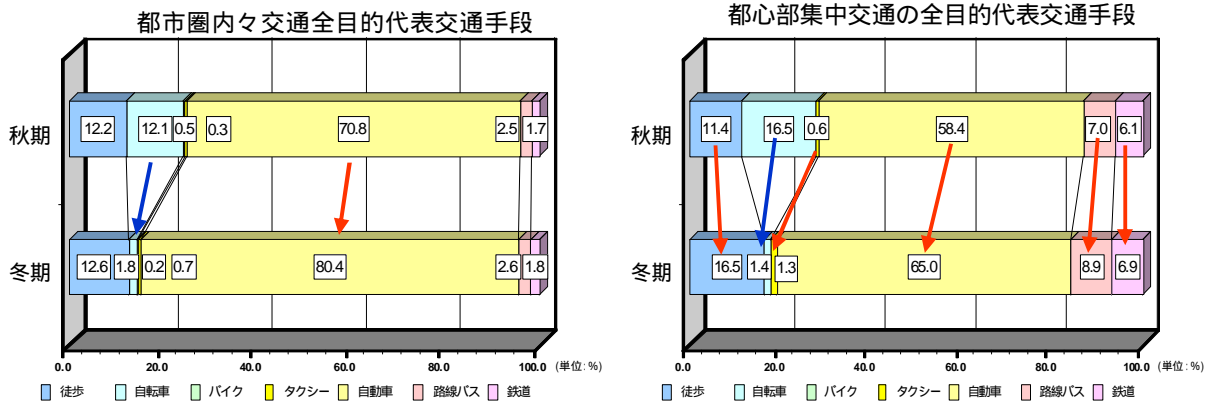 都市圏内々交通全目的代表交通手段
秋期
12.2 12.1 0.5 0.3 70.8 2.5 1.7
冬期
12.6 1.8 0.2 0.7 80.4 2.6 1.8
0.0 20.0 40.0 60.0 80.0 100.0 (単位:%)
徒歩 自転車 バイク タクシー 自動車 路線バス 鉄道
都心部集中交通の全目的代表交通手段
秋期
11.4 16.5 0.6 58.4 7.0 6.1
冬期
16.5 1.4 1.3 65.0 8.9 6.9
0.0 20.0 40.0 60.0 80.0 100.0 (単位:%)
徒歩 自転車 バイク タクシー 自動車 路線バス 鉄道